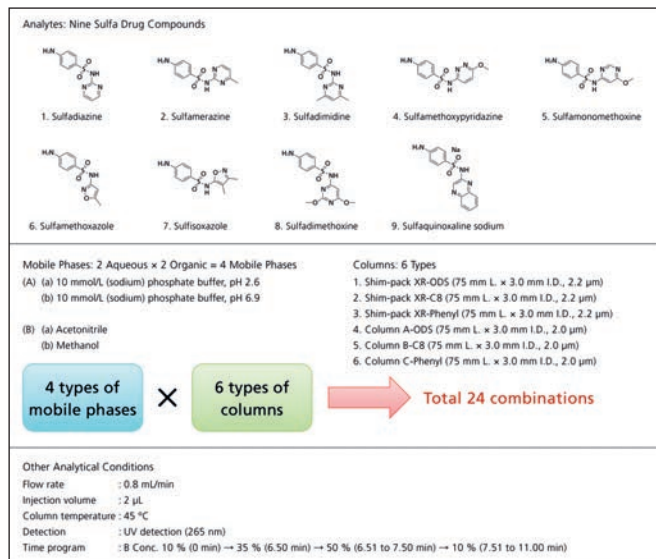 Analytes: Nine Sulfa Drug Compounds
1. Sulfadiazine
2. Sulfamerazine
3. Sulfadimidine
4. Sulfamethoxypyridazine
5. Sulfamonomethoxine
6. Sulfamethoxazole
7. Sulfisoxazole
8. Sulfadimethoxine
9. Sulfaquinoxaline sodium
Mobile Phases: 2 Aqueous × 2 Organic = 4 Mobile Phases
(A) (a) 10 mmol/L (sodium) phosphate buffer, pH 2.6
(b) 10 mmol/L (sodium) phosphate buffer, pH 6.9
(B) (a) Acetonitrile
(b) Methanol
Columns: 6 Types
1. Shim-pack XR-ODS (75 mm L. × 3.0 mm I.D., 2.2 μm)
2. Shim-pack XR-C8 (75 mm L. × 3.0 mm I.D., 2.2 μm)
3. Shim-pack XR-Phenyl (75 mm L. × 3.0 mm I.D., 2.2 μm)
4. Column A-ODS (75 mm L. × 3.0 mm I.D., 2.0 μm)
5. Column B-C8 (75 mm L. × 3.0 mm I.D., 2.0 μm)
6. Column C-Phenyl (75 mm L. × 3.0 mm I.D., 2.0 μm)
4 types of
mobile phases
×
6 types of
columns
Total 24 combinations
Other Analytical Conditions
Flow rate : 0.8 mL/min
Injection volume : 2 μL
Column temperature : 45 °C
Detection : UV detection (265 nm)
Time program : B Conc. 10 % (0 min) → 35 % (6.50 min) → 50 % (6.51 to 7.50 min) → 10 % (7.51 to 11.00 min)